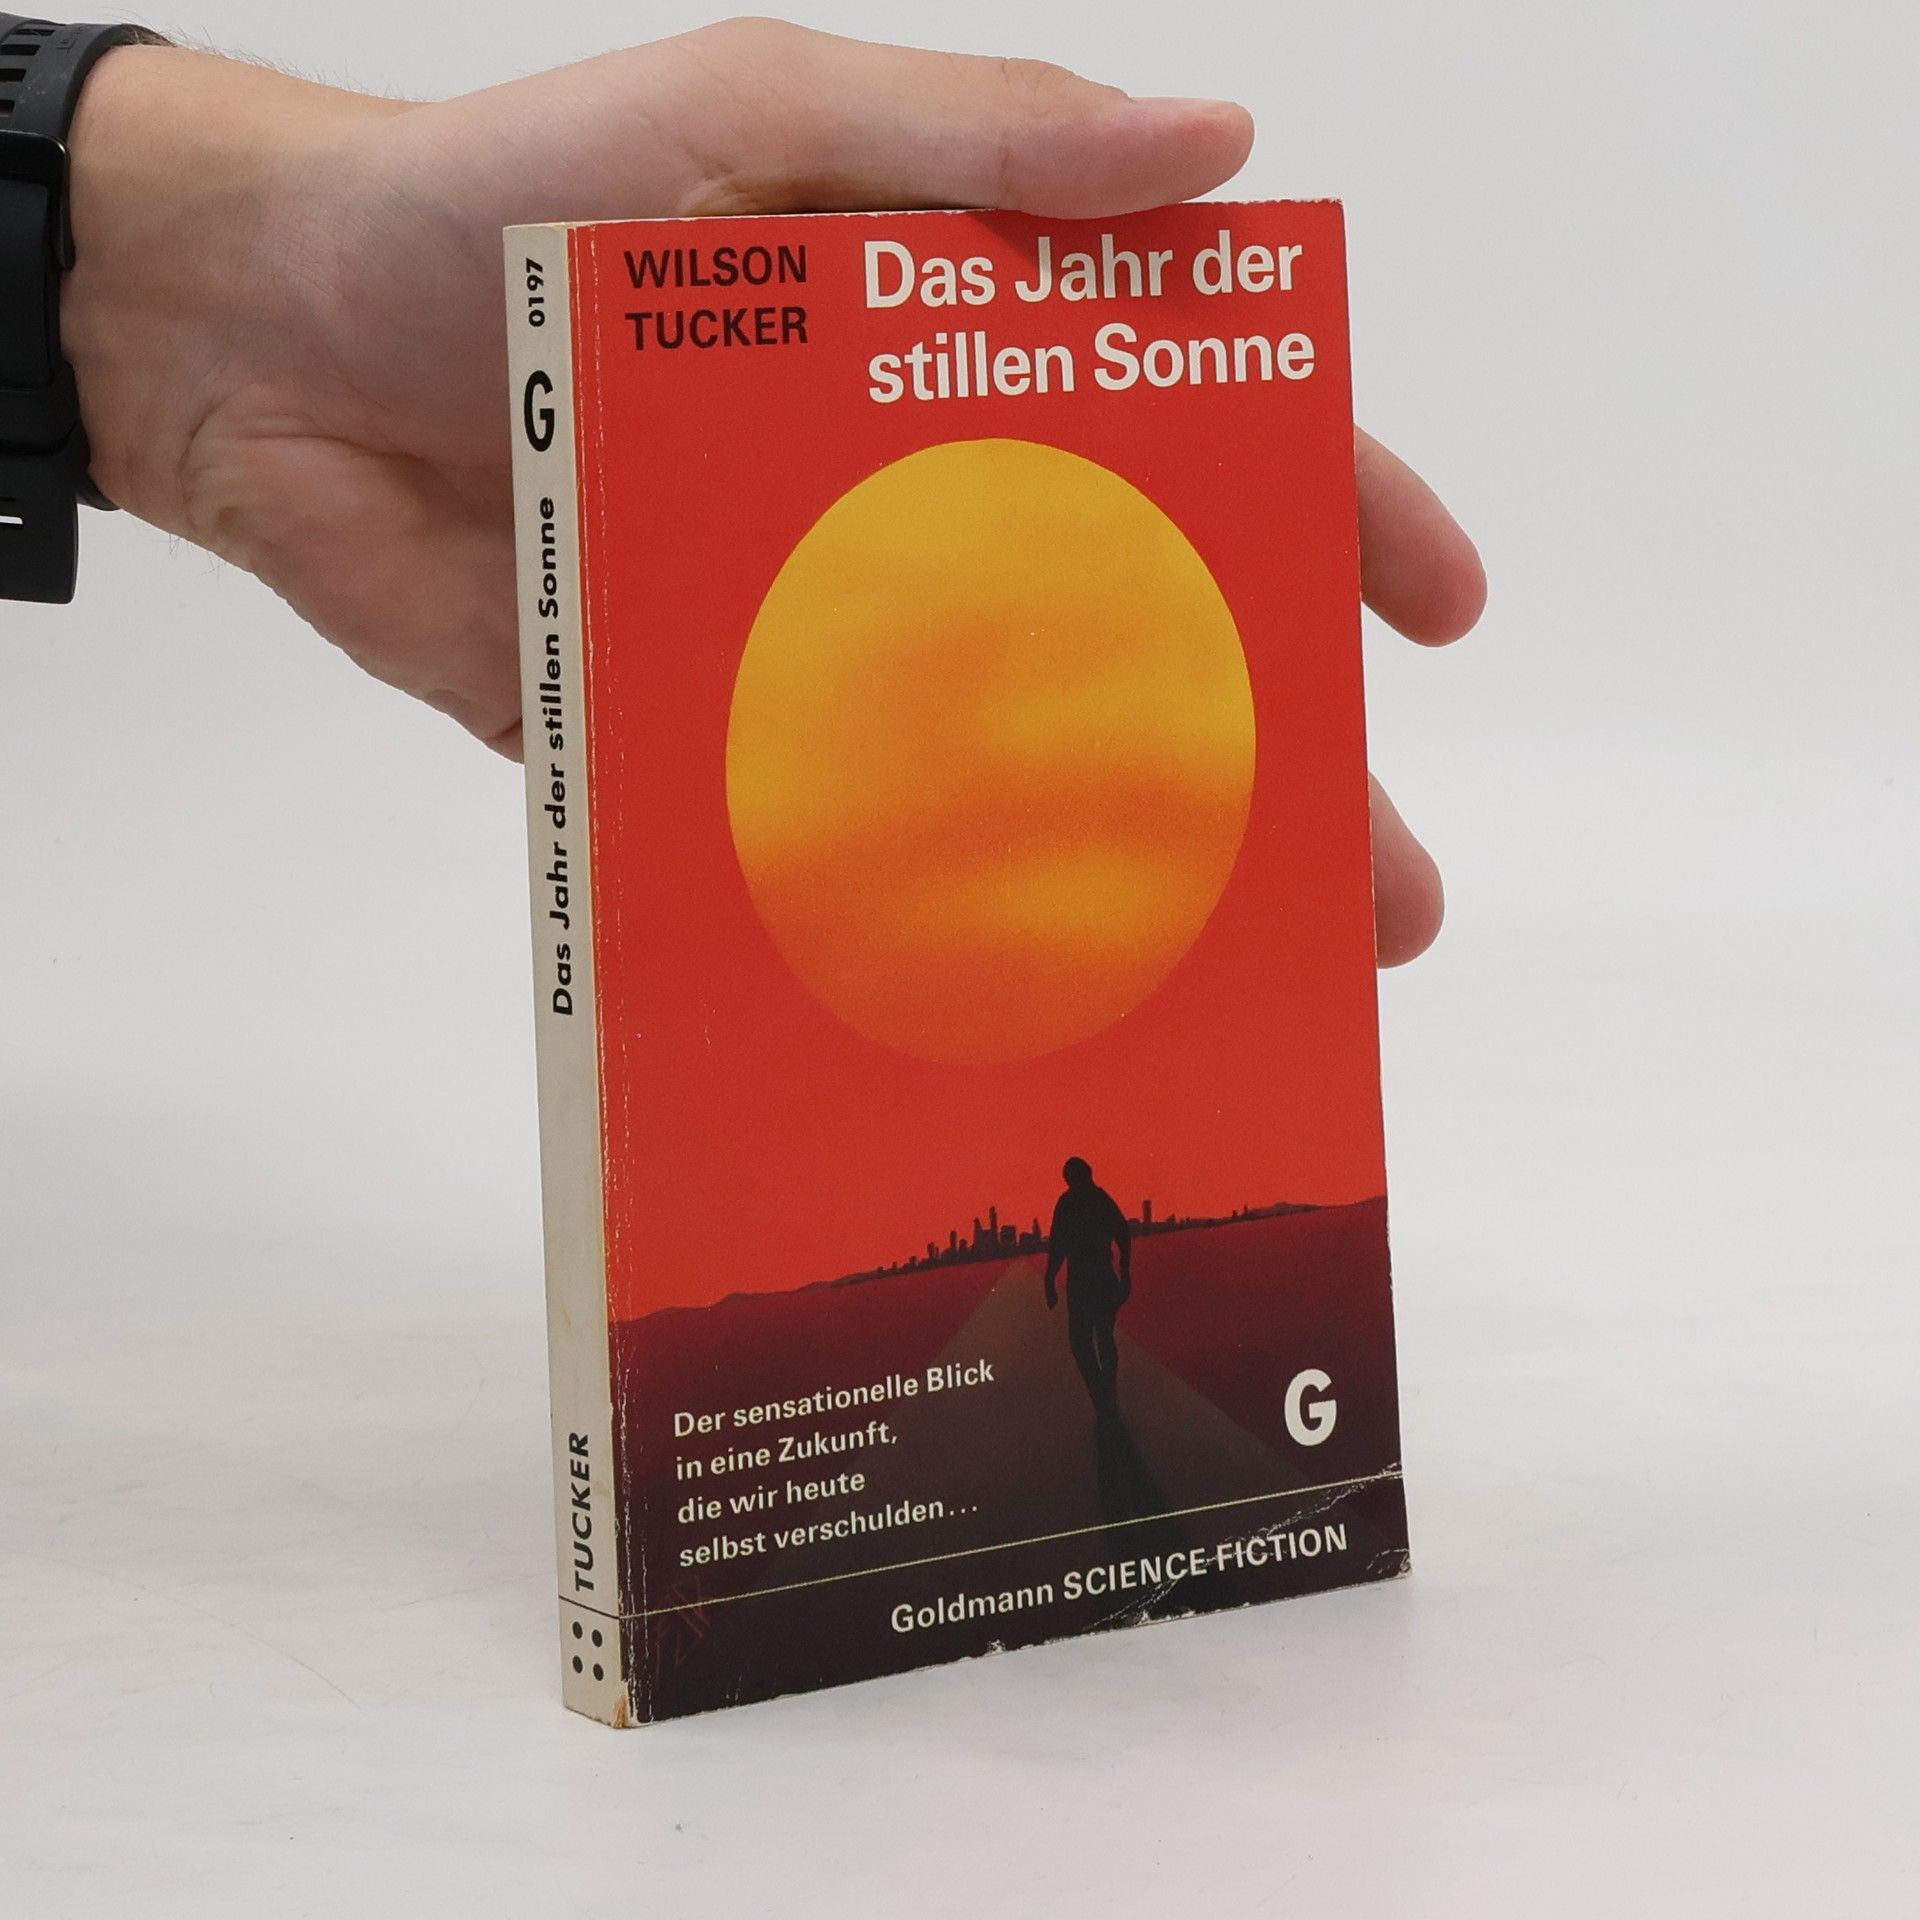 WILSON
TUCKER
Das Jahr der
stillen Sonne
Der sensationelle Blick
in eine Zukunft,
die wir heute
selbst verschulden...
G
Goldmann SCIENCE FICTION
TUCKER Das Jahr der stillen Sonne G 0197